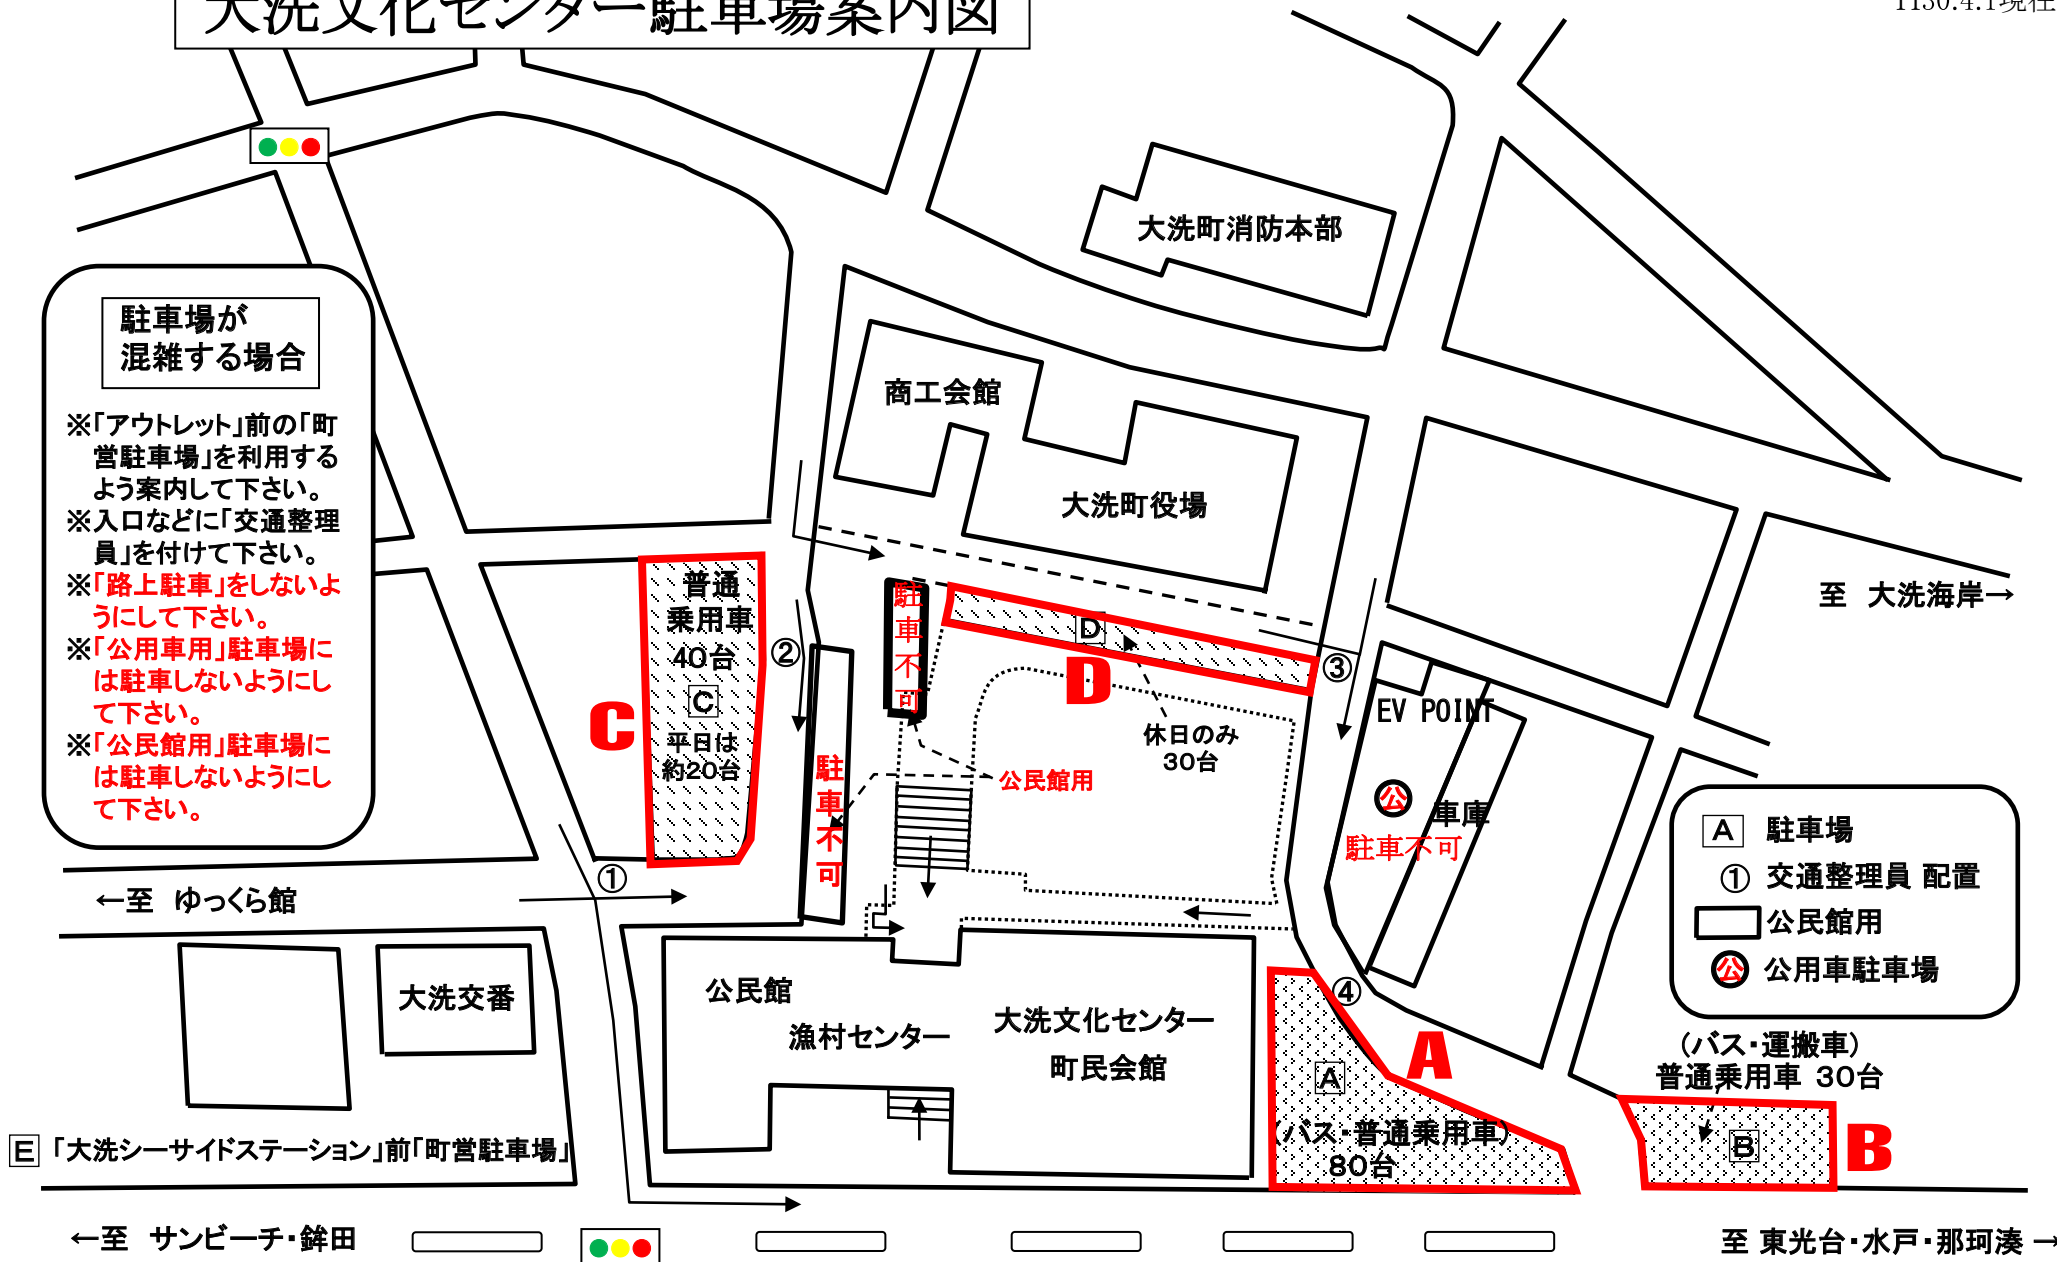 大洗文化センター駐車場案内図
H30.4.1現在
大洗町消防本部
駐車場が
混雑する場合
※「アウトレット」前の「町
営駐車場」を利用する
よう案内して下さい。
※入口などに「交通整理
員」を付けて下さい。
※「路上駐車」をしないよ
うにして下さい。
※「公用車用」駐車場に
は駐車しないようにし
て下さい。
※「公民館用」駐車場に
は駐車しないようにし
て下さい。
商工会館
大洗町役場
至 大洗海岸→
普通
乗用車
40台
C
平日は
約20台
C
②
駐車不可
駐車不可
D
D
休日のみ
30台
公民館用
③
EV POINT
公
車庫
駐車不可
A 駐車場
① 交通整理員 配置
公民館用
公 公用車駐車場
①
←至 ゆっくら館
大洗交番
公民館
漁村センター
大洗文化センター
町民会館
④
A
A
(バス・普通乗用車)
80台
(バス・運搬車)
普通乗用車 30台
B
B
E 「大洗シーサイドステーション」前「町営駐車場」
←至 サンビーチ・鉾田
至 東光台・水戸・那珂湊→